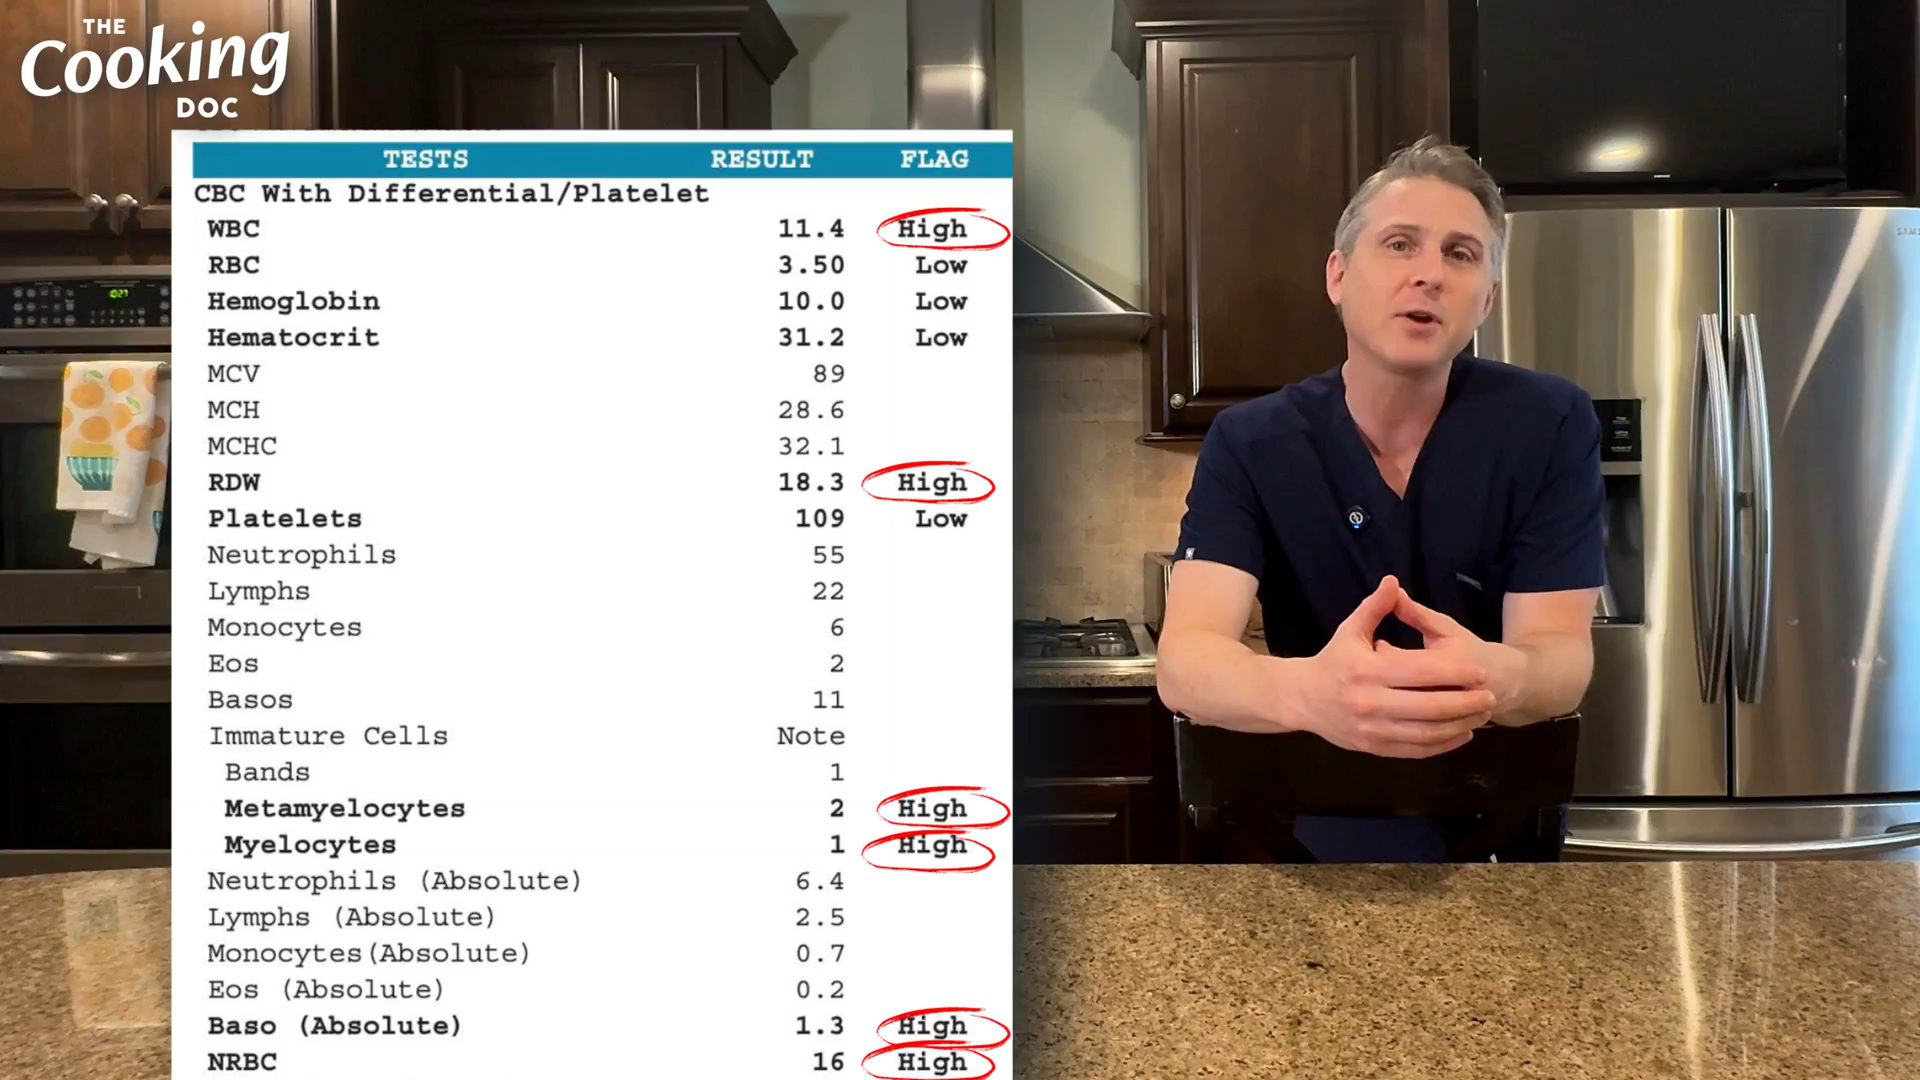 THE
Cooking
DOC
TESTS RESULT FLAG
CBC With Differential/Platelet
WBC 11.4 High
RBC 3.50 Low
Hemoglobin 10.0 Low
Hematocrit 31.2 Low
MCV 89
MCH 28.6
MCHC 32.1
RDW 18.3 High
Platelets 109 Low
Neutrophils 55
Lymphs 22
Monocytes 6
Eos 2
Basos 11
Immature Cells Note
Bands 1
Metamyelocytes 2 High
Myelocytes 1 High
Neutrophils (Absolute) 6.4
Lymphs (Absolute) 2.5
Monocytes(Absolute) 0.7
Eos (Absolute) 0.2
Baso (Absolute) 1.3 High
NRBC 16 High